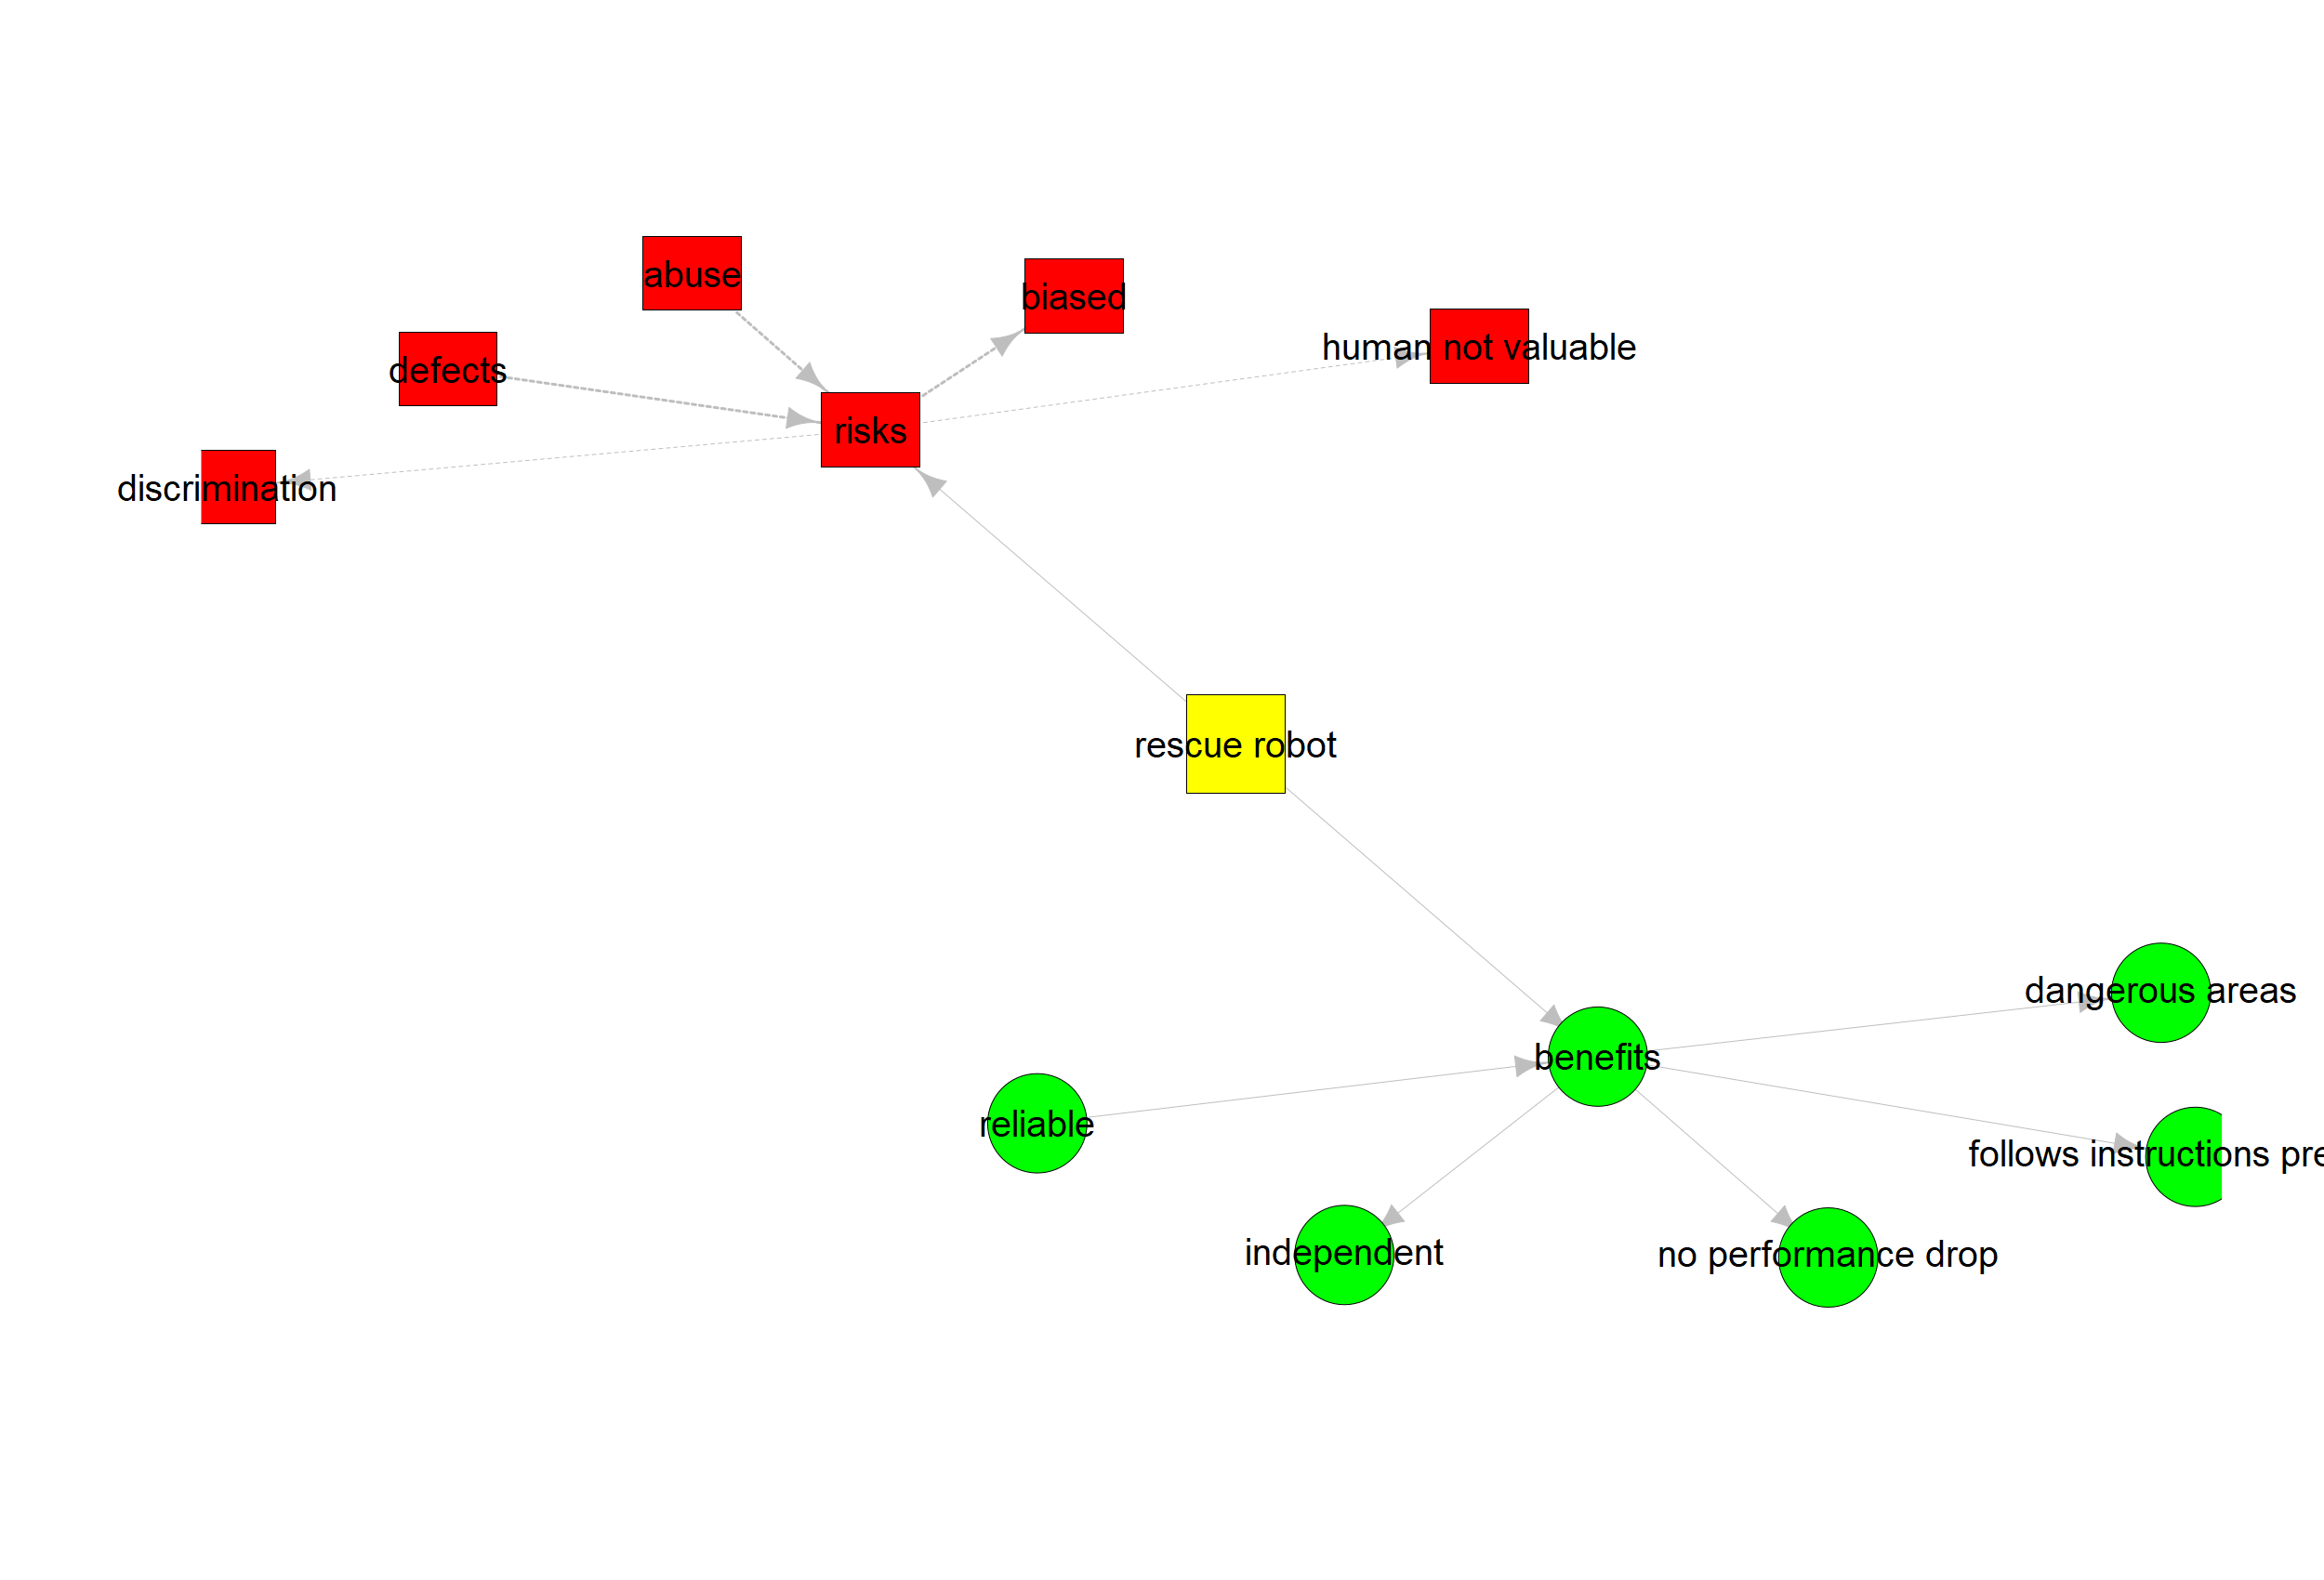 abuse
biased
human not valuable
defects
risks
discrimination
rescue robot
dangerous areas
benefits
reliable
follows instructions pre
independent
no performance drop